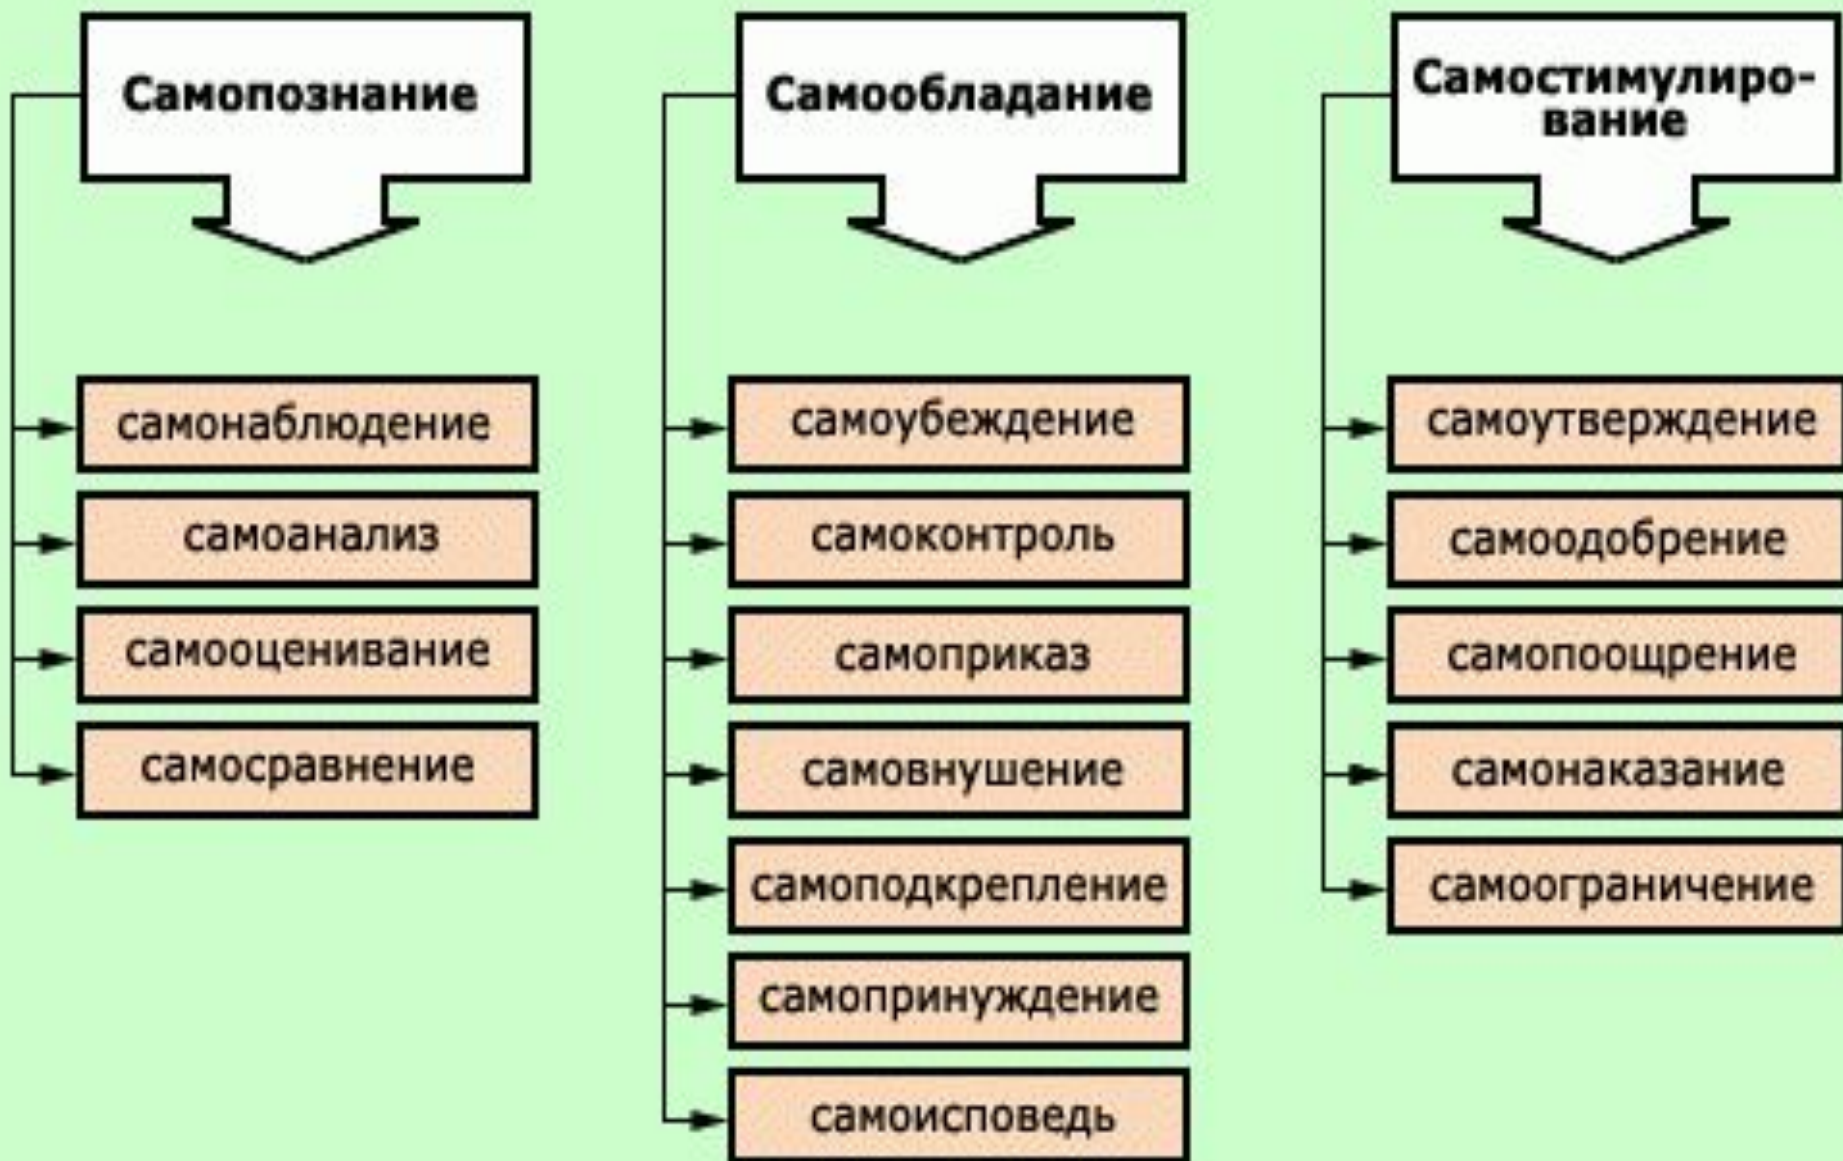 Самопознание
самонаблюдение
самоанализ
самооценивание
самосравнение
Самообладание
самоубеждение
самоконтроль
самоприказ
самовнушение
самоподкрепление
самопринуждение
самоисповедь
Самостимулиро-
вание
самоутверждение
самоодобрение
самопоощрение
самонаказание
самоограничение